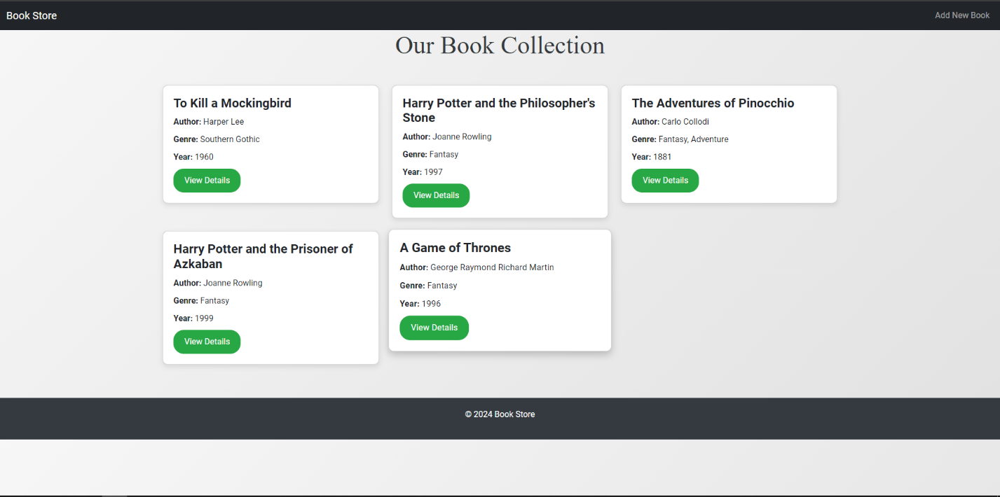 Book Store
Add New Book
Our Book Collection
To Kill a Mockingbird
Author: Harper Lee
Genre: Southern Gothic
Year: 1960
View Details
Harry Potter and the Philosopher's
Stone
Author: Joanne Rowling
Genre: Fantasy
Year: 1997
View Details
The Adventures of Pinocchio
Author: Carlo Collodi
Genre: Fantasy, Adventure
Year: 1881
View Details
Harry Potter and the Prisoner of
Azkaban
Author: Joanne Rowling
Genre: Fantasy
Year: 1999
View Details
A Game of Thrones
Author: George Raymond Richard Martin
Genre: Fantasy
Year: 1996
View Details
© 2024 Book Store